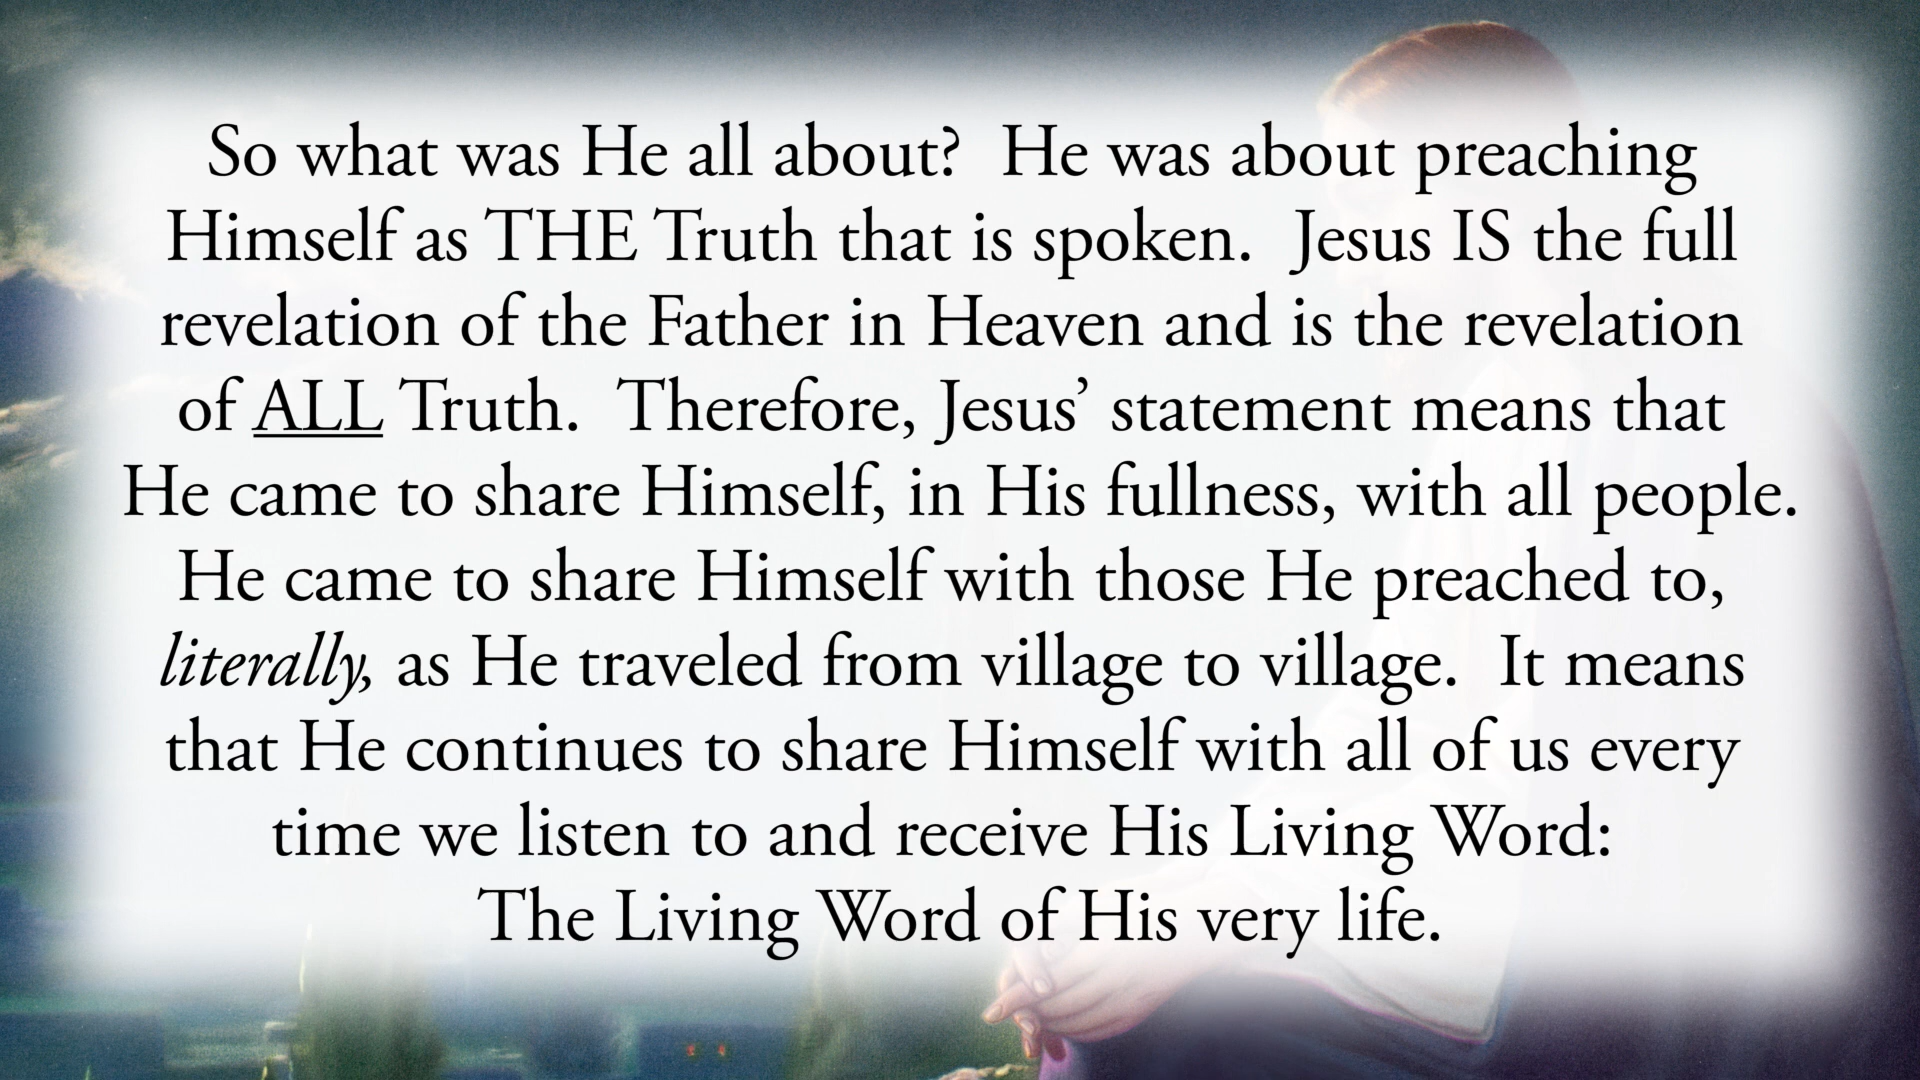 So what was He all about?  He was about preaching
Himself as THE Truth that is spoken.  Jesus IS the full
revelation of the Father in Heaven and is the revelation
of ALL Truth.  Therefore, Jesus’ statement means that
He came to share Himself, in His fullness, with all people.
He came to share Himself with those He preached to,
literally, as He traveled from village to village.  It means
that He continues to share Himself with all of us every
time we listen to and receive His Living Word:
The Living Word of His very life.